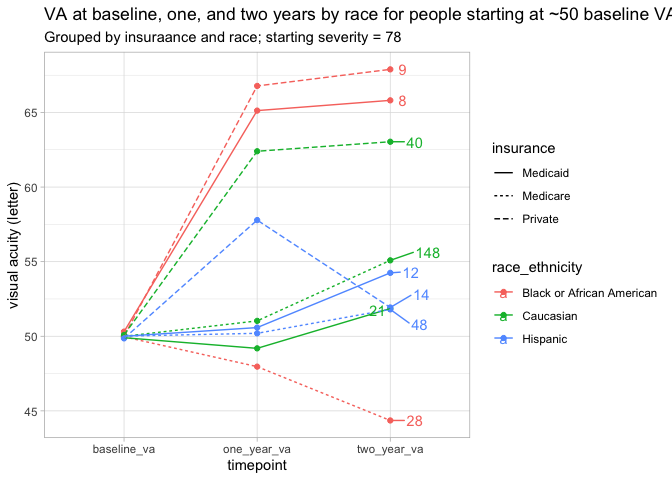 VA at baseline, one, and two years by race for people starting at ~50 baseline VA
Grouped by insuraance and race; starting severity = 78
visual acuity (letter)
65
60
55
50
45
9
8
40
148
12
14
21
48
28
baseline_va
one_year_va
two_year_va
timepoint
insurance
Medicaid
Medicare
Private
race_ethnicity
a Black or African American
a Caucasian
a Hispanic